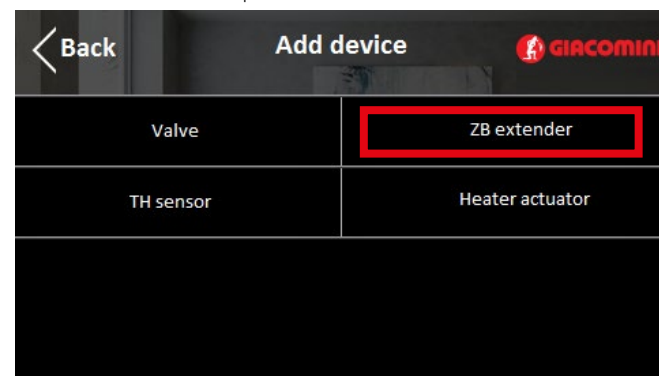 Back Add device GIACOMINI
Valve ZB extender
TH sensor Heater actuator